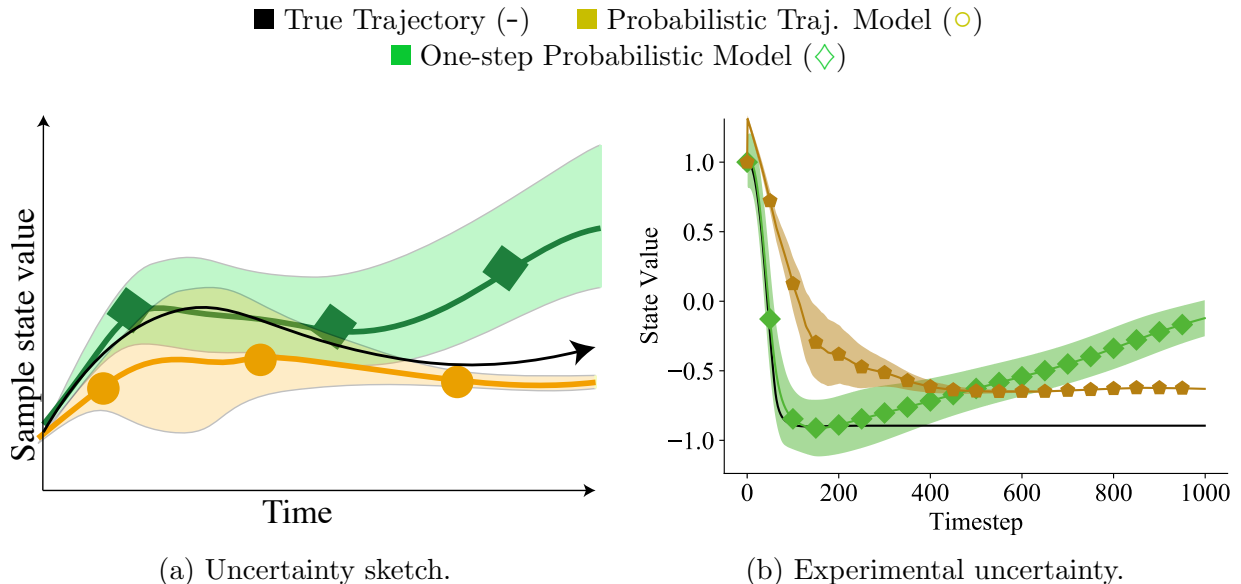 ■ True Trajectory (-) ■ Probabilistic Traj. Model (○)
■ One-step Probabilistic Model (◇)
Sample state value
Time
(a) Uncertainty sketch.
State Value
1.0
0.5
0.0
−0.5
−1.0
0 200 400 600 800 1000
Timestep
(b) Experimental uncertainty.